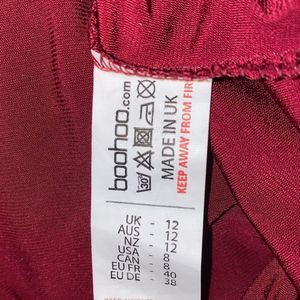 boohoo.com
30°
MADE IN UK
KEEP AWAY FROM FIR
UK - 12
AUS - 12
NZ - 12
USA - 8
CAN - 8
EU FR - 40
EU DE - 38